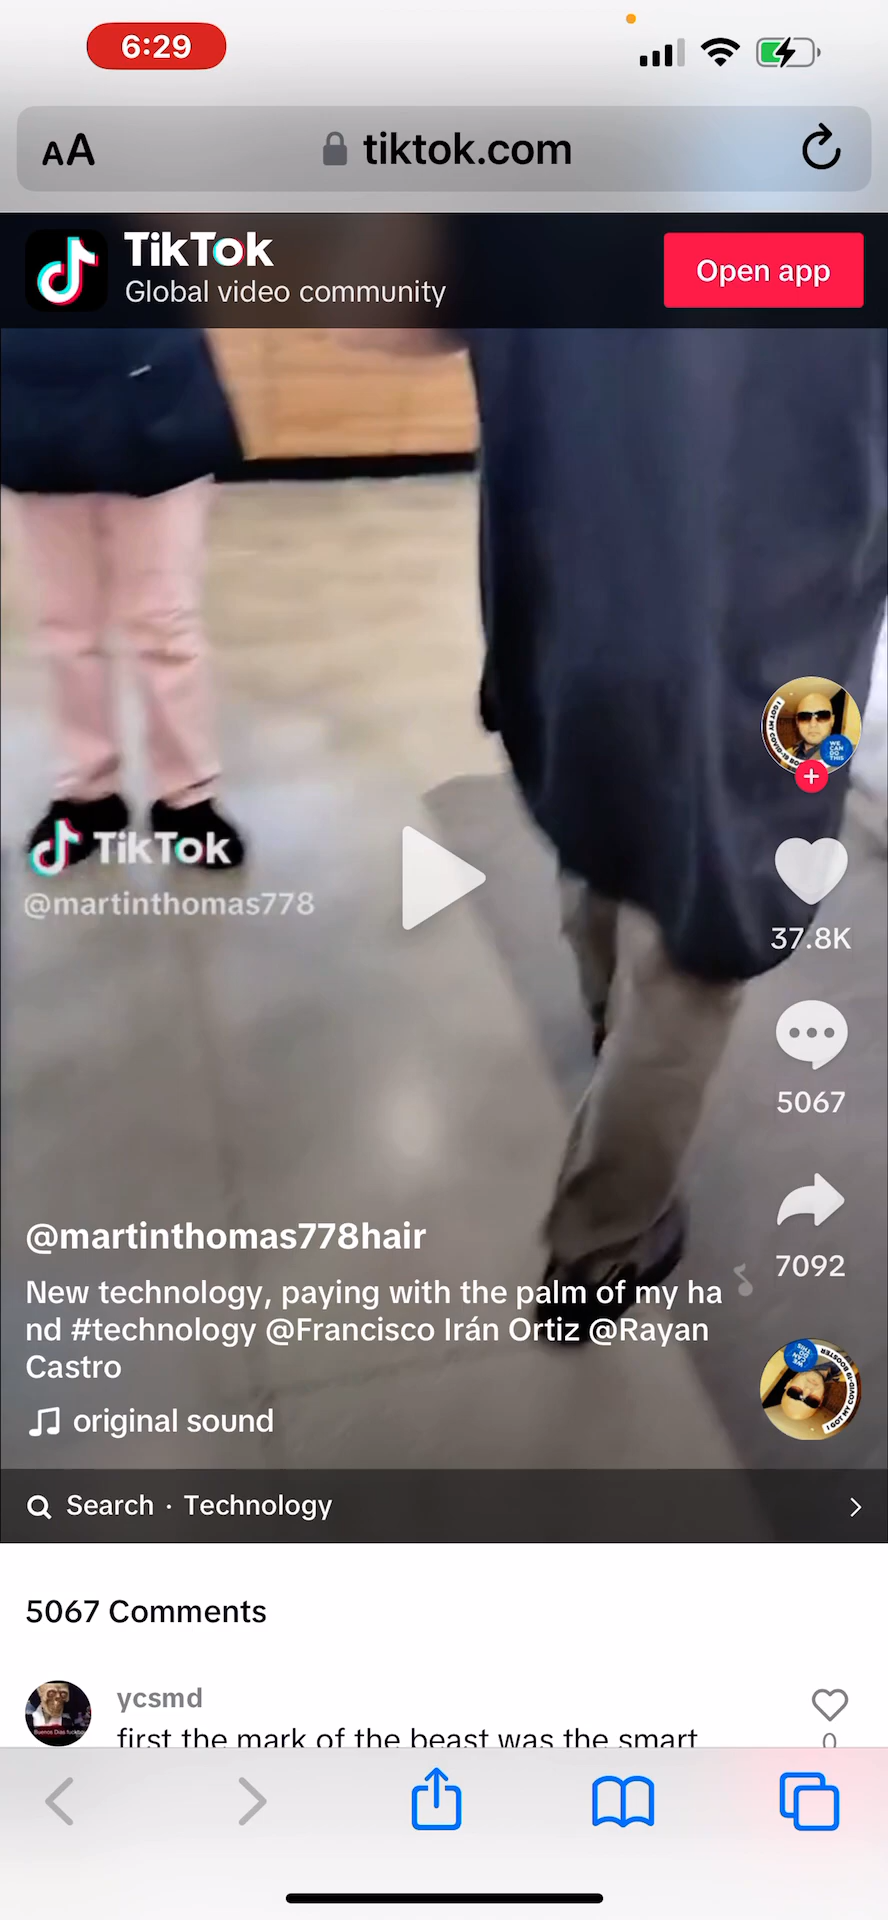 6:29
AA
tiktok.com
TikTok
Global video community
Open app
TikTok
@martinthomas778
37.8K
5067
7092
@martinthomas778hair
New technology, paying with the palm of my ha
nd #technology @Francisco Irán Ortiz @Rayan
Castro
original sound
Search · Technology
5067 Comments
ycsmd
first the mark of the beast was the smart
0